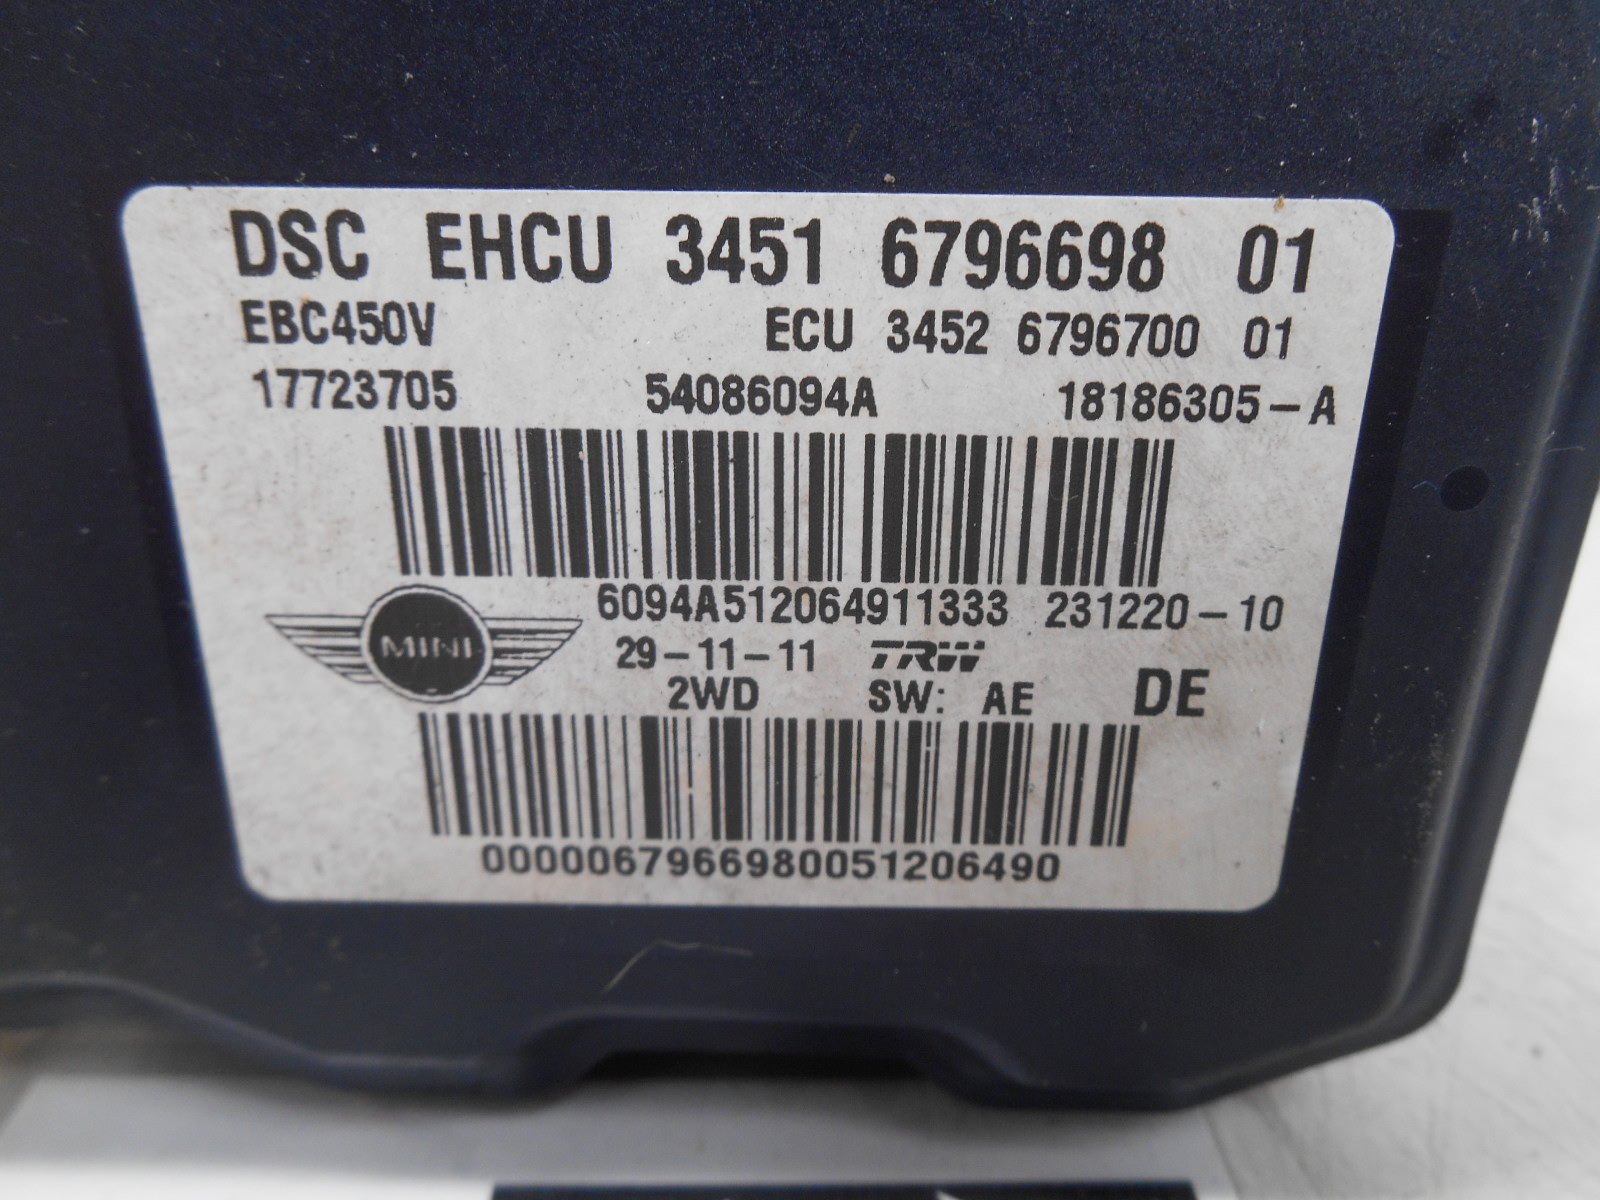 DSC EHCU 3451 6796698 01
EBC450V ECU 3452 6796700 01
17723705 54086094A 18186305-A
6094A512064911333 231220-10
MINI
29-11-11 TRW
2WD SW: AE DE
0000067966980051206490